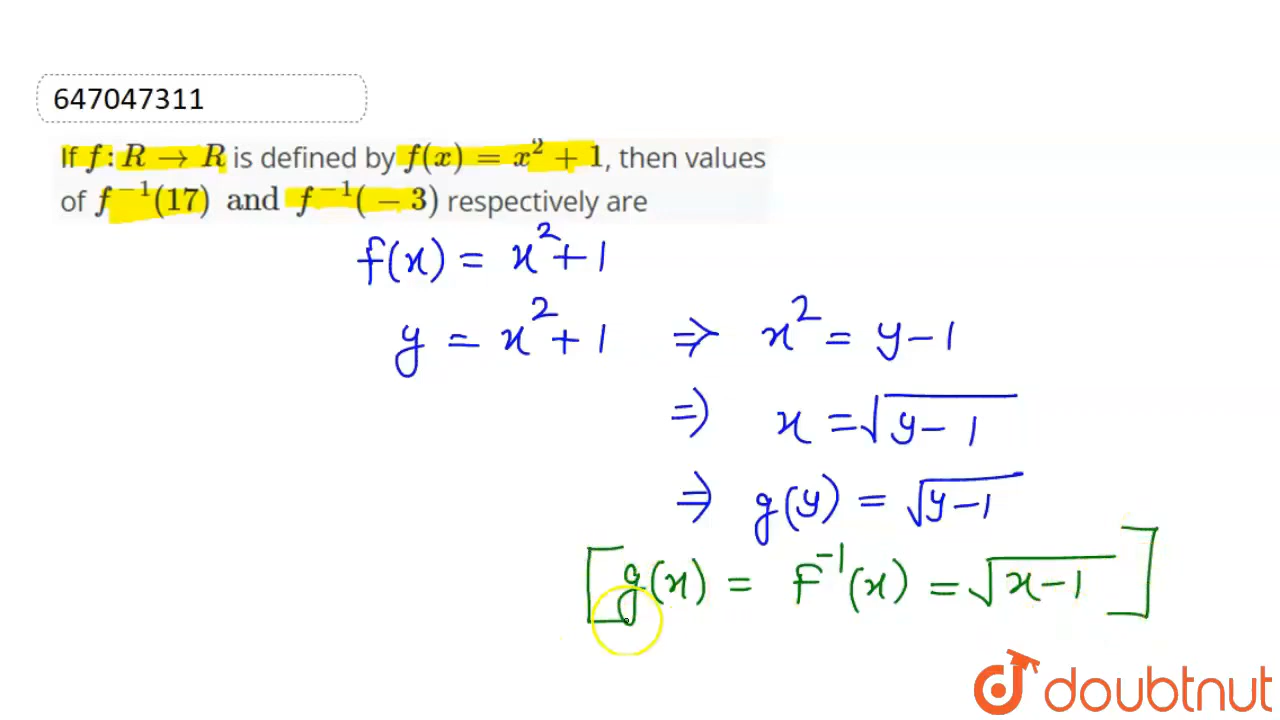 647047311
If f : R → R is defined by f(x) = x² + 1, then values
of f⁻¹(17) and f⁻¹( − 3) respectively are
f(x) = x² + 1
y = x² + 1 ⇒ x² = y − 1
⇒ x = √(y − 1)
⇒ g(y) = √(y − 1)
[g(x) = F⁻¹(x) = √(x − 1)]
doubtnut